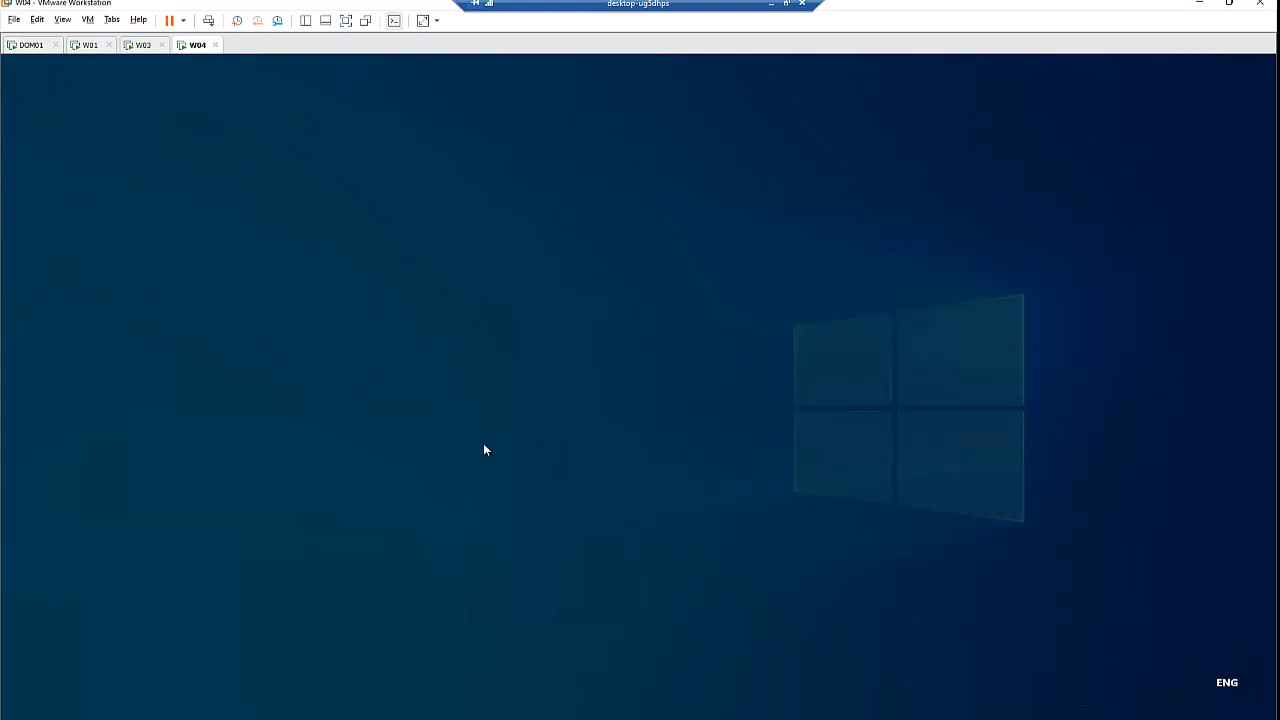 W04 - VMware Workstation
desktop-ug5dhps
File Edit View VM Tabs Help
DOM01 W01 W03 W04
ENG